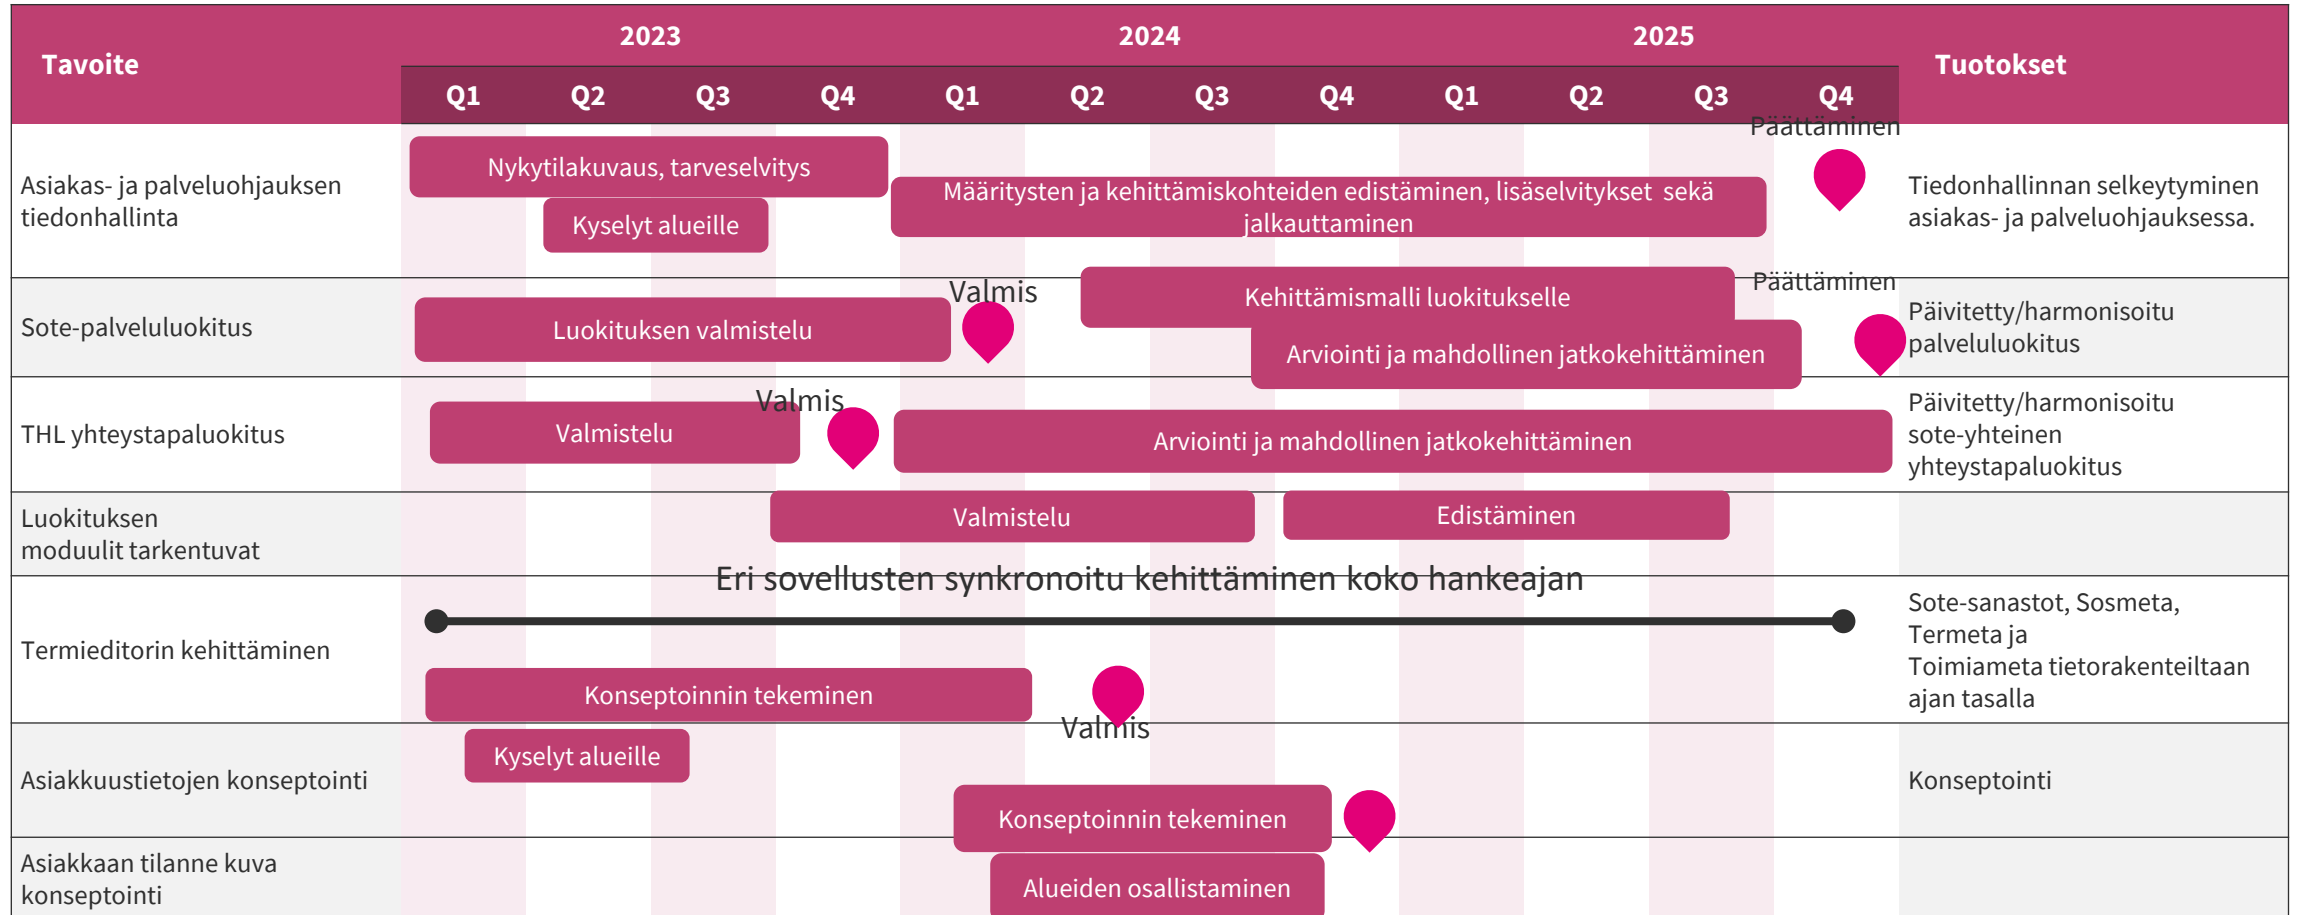 Tavoite
2023
2024
2025
Tuotokset
Q1
Q2
Q3
Q4
Q1
Q2
Q3
Q4
Q1
Q2
Q3
Q4
Asiakas- ja palveluohjauksen
tiedonhallinta
Nykytilakuvaus, tarveselvitys
Kyselyt alueille
Määritysten ja kehittämiskohteiden edistäminen, lisäselvitykset sekä
jalkauttaminen
Päättäminen
Tiedonhallinnan selkeytyminen
asiakas- ja palveluohjauksessa.
Sote-palveluluokitus
Luokituksen valmistelu
Valmis
Kehittämismalli luokitukselle
Arviointi ja mahdollinen jatkokehittäminen
Päättäminen
Päivitetty/harmonisoitu
palveluluokitus
THL yhteystapaluokitus
Valmistelu
Valmis
Arviointi ja mahdollinen jatkokehittäminen
Päivitetty/harmonisoitu
sote-yhteinen
yhteystapaluokitus
Luokituksen
moduulit tarkentuvat
Valmistelu
Edistäminen
Termieditorin kehittäminen
Eri sovellusten synkronoitu kehittäminen koko hankeajan
Konseptoinnin tekeminen
Valmis
Sote-sanastot, Sosmeta,
Termeta ja
Toimiameta tietorakenteiltaan
ajan tasalla
Asiakkuustietojen konseptointi
Kyselyt alueille
Konseptoinnin tekeminen
Konseptointi
Asiakkaan tilanne kuva
konseptointi
Alueiden osallistaminen